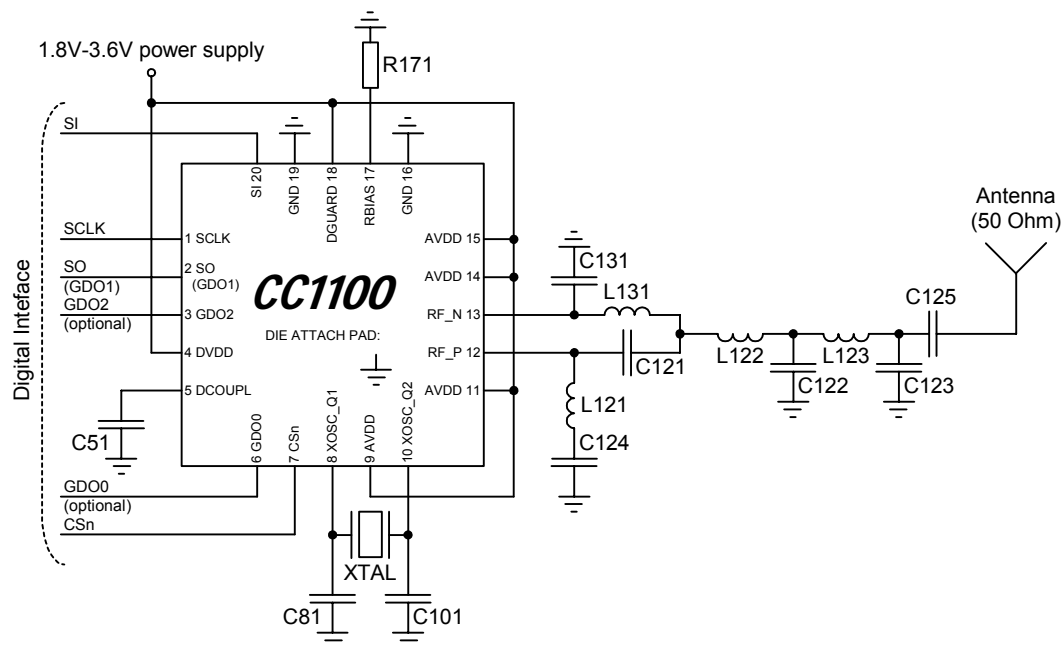 1.8V-3.6V power supply
R171
SI
SI 20
GND 19
DGUARD 18
RBIAS 17
GND 16
Antenna
(50 Ohm)
Digital Inteface
SCLK
1 SCLK
AVDD 15
SO
(GDO1)
2 SO
(GDO1)
CC1100
AVDD 14
C131
L131
GDO2
(optional)
3 GDO2
RF_N 13
C125
DIE ATTACH PAD:
4 DVDD
RF_P 12
C121
L122
L123
C122
C123
5 DCOUPL
AVDD 11
L121
C51
6 GDO0
7 CSn
8 XOSC_Q1
9 AVDD
10 XOSC_Q2
C124
GDO0
(optional)
CSn
XTAL
C81
C101